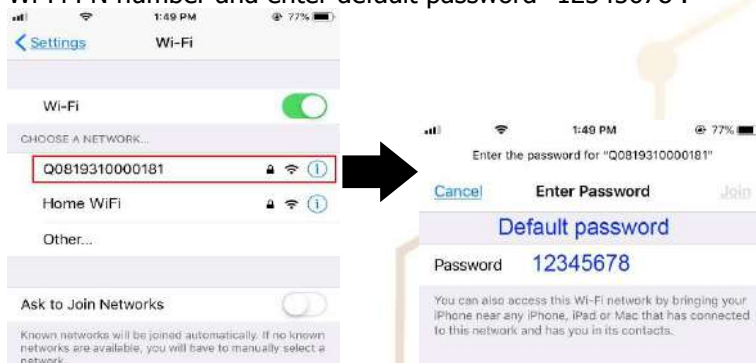 Wi-Fi PN number and enter default password "12345678".
1:49 PM
77%
Settings
Wi-Fi
Wi-Fi
CHOOSE A NETWORK...
Q0819310000181
Home WiFi
Other...
Ask to Join Networks
Known networks will be joined automatically. If no known
networks are available, you will have to manually select a
network.
1:49 PM
77%
Enter the password for "Q0819310000181"
Cancel
Enter Password
Join
Default password
Password
12345678
You can also access this Wi-Fi network by bringing your
iPhone near any iPhone, iPad or Mac that has connected
to this network and has you in its contacts.